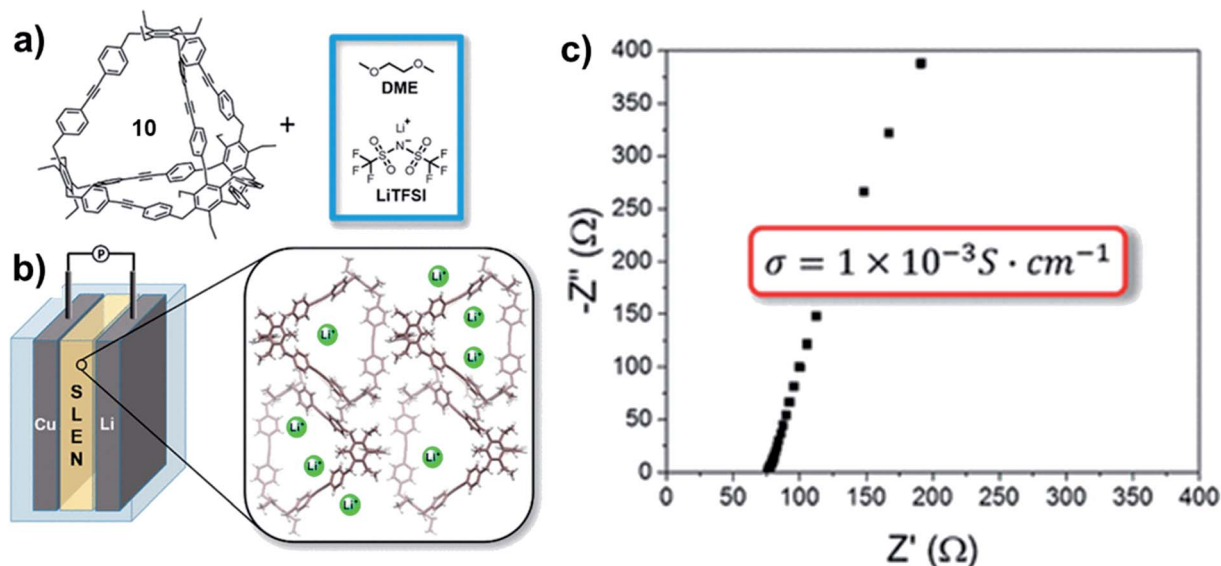 a)
10
+
DME
Li+
F
F
F
S
O
O
N−
S
O
O
F
F
F
LiTFSI
b)
P
Cu
SLEN
Li
Li+
Li+
Li+
Li+
Li+
Li+
Li+
Li+
c)
-Z'' (Ω)
400
350
300
250
200
150
100
50
0
σ = 1 × 10−3S · cm−1
0 50 100 150 200 250 300 350 400
Z' (Ω)